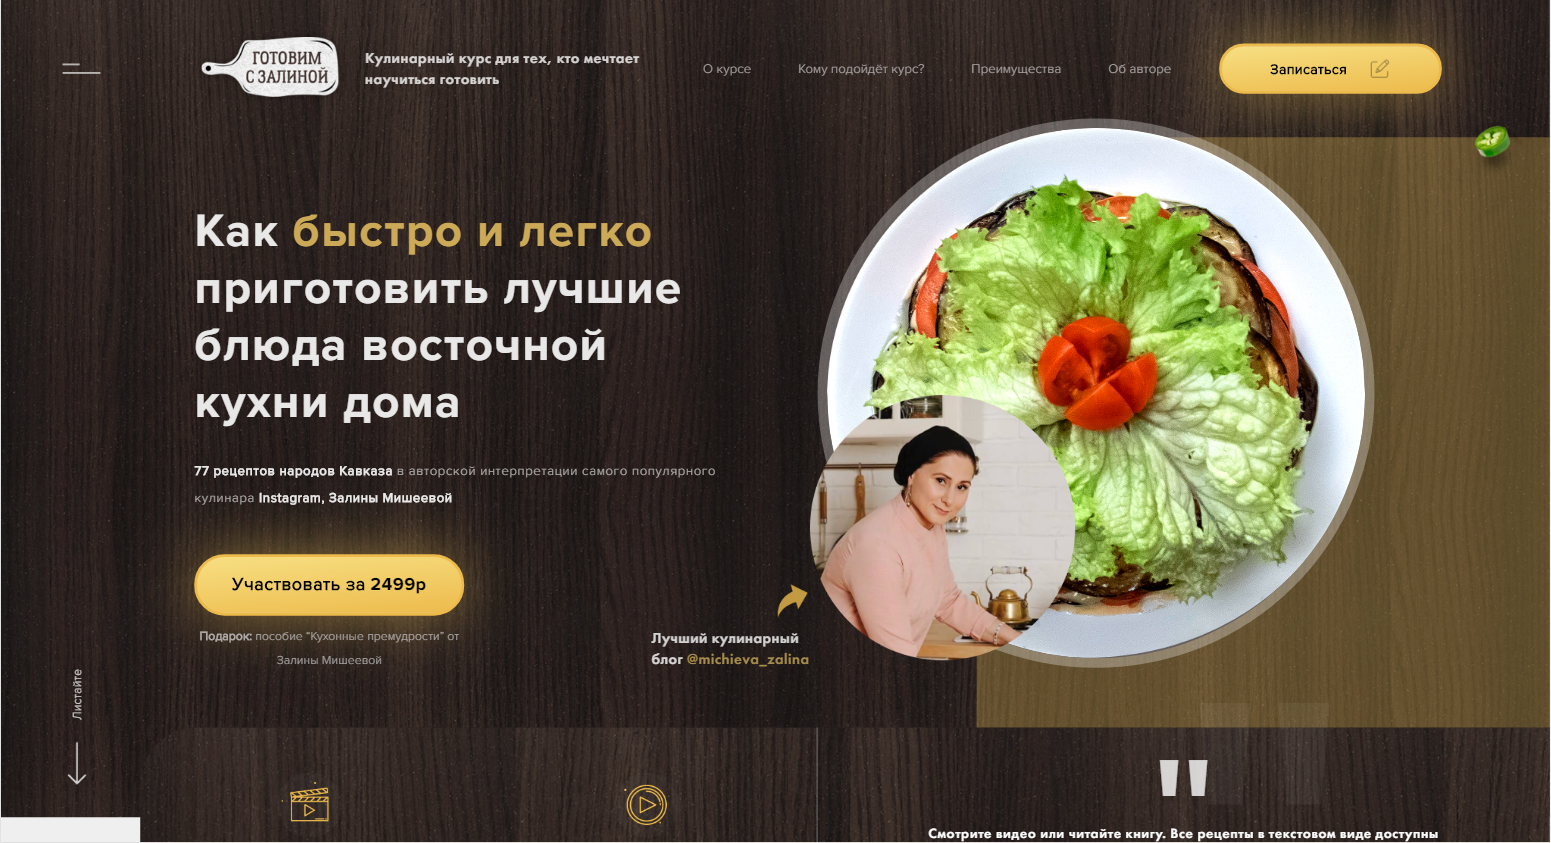 ГОТОВИМ
С ЗАЛИНОЙ
Кулинарный курс для тех, кто мечтает
научиться готовить
О курсе
Кому подойдёт курс?
Преимущества
Об авторе
Записаться
Как быстро и легко
приготовить лучшие
блюда восточной
кухни дома
77 рецептов народов Кавказа в авторской интерпретации самого популярного
кулинара Instagram, Залины Мишеевой
Участвовать за 2499р
Подарок: пособие "Кухонные премудрости" от
Залины Мишеевой
Лучший кулинарный
блог @michieva_zalina
Листайте
"
Смотрите видео или читайте книгу. Все рецепты в текстовом виде доступны